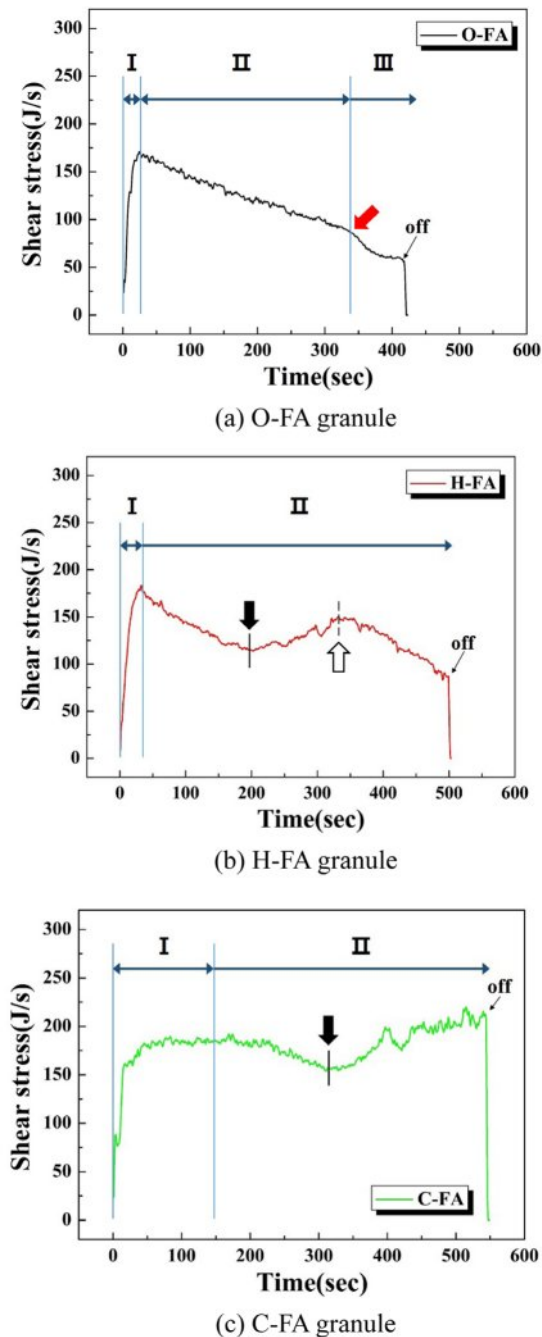 O-FA
I II III
300
250
200
150
100
50
0
off
0 100 200 300 400 500 600
Shear stress(J/s)
Time(sec)
(a) O-FA granule
H-FA
I II
300
250
200
150
100
50
0
off
0 100 200 300 400 500 600
Shear stress(J/s)
Time(sec)
(b) H-FA granule
I II
300
250
200
150
100
50
0
off
C-FA
0 100 200 300 400 500 600
Shear stress(J/s)
Time(sec)
(c) C-FA granule